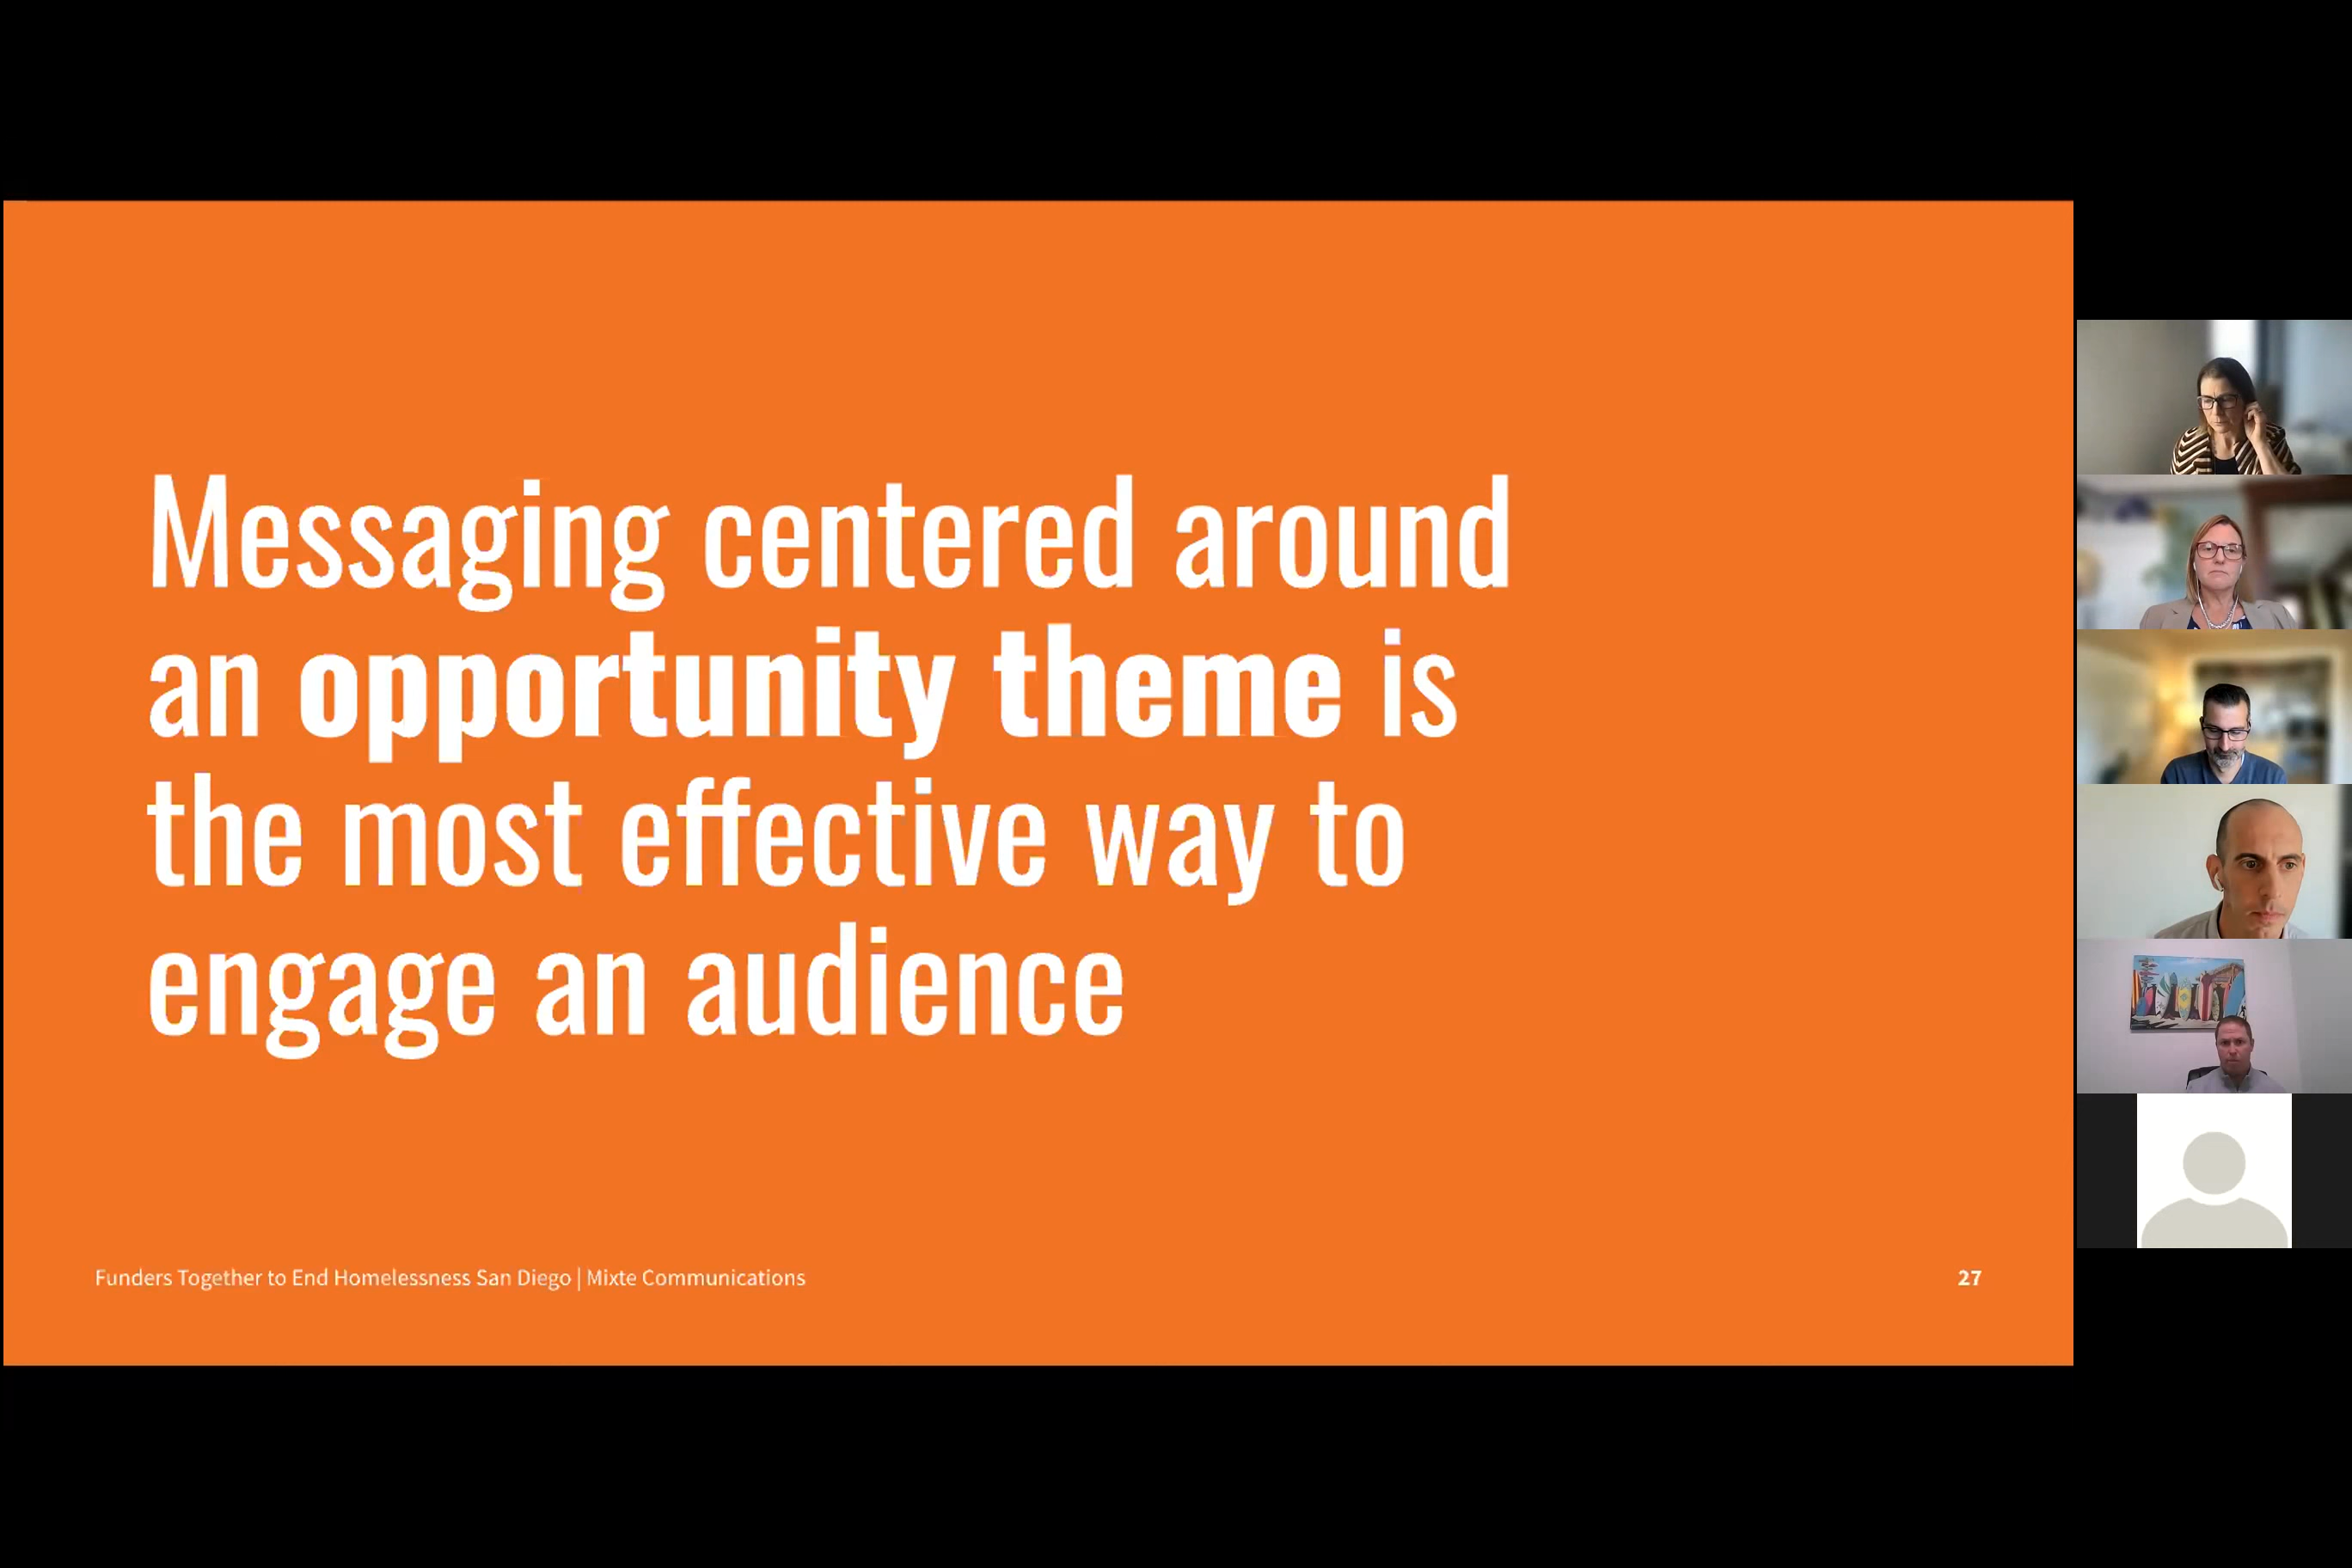 Messaging centered around
an opportunity theme is
the most effective way to
engage an audience
Funders Together to End Homelessness San Diego | Mixte Communications
27